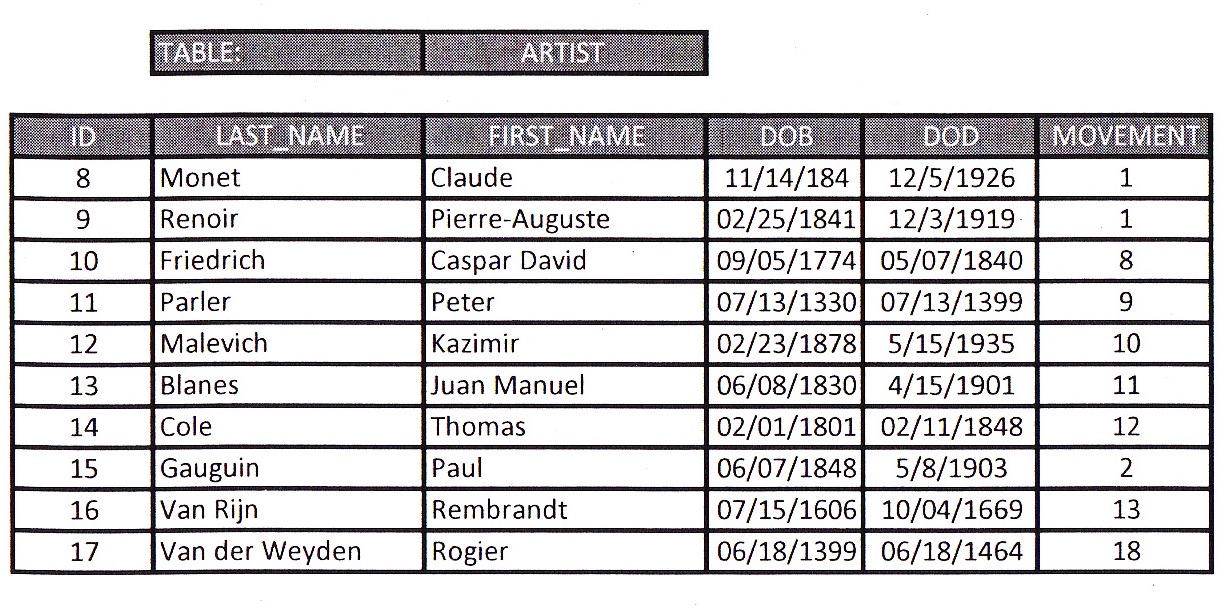 TABLE: ARTIST
ID LAST_NAME FIRST_NAME DOB DOD MOVEMENT
8 Monet Claude 11/14/184 12/5/1926 1
9 Renoir Pierre-Auguste 02/25/1841 12/3/1919 1
10 Friedrich Caspar David 09/05/1774 05/07/1840 8
11 Parler Peter 07/13/1330 07/13/1399 9
12 Malevich Kazimir 02/23/1878 5/15/1935 10
13 Blanes Juan Manuel 06/08/1830 4/15/1901 11
14 Cole Thomas 02/01/1801 02/11/1848 12
15 Gauguin Paul 06/07/1848 5/8/1903 2
16 Van Rijn Rembrandt 07/15/1606 10/04/1669 13
17 Van der Weyden Rogier 06/18/1399 06/18/1464 18